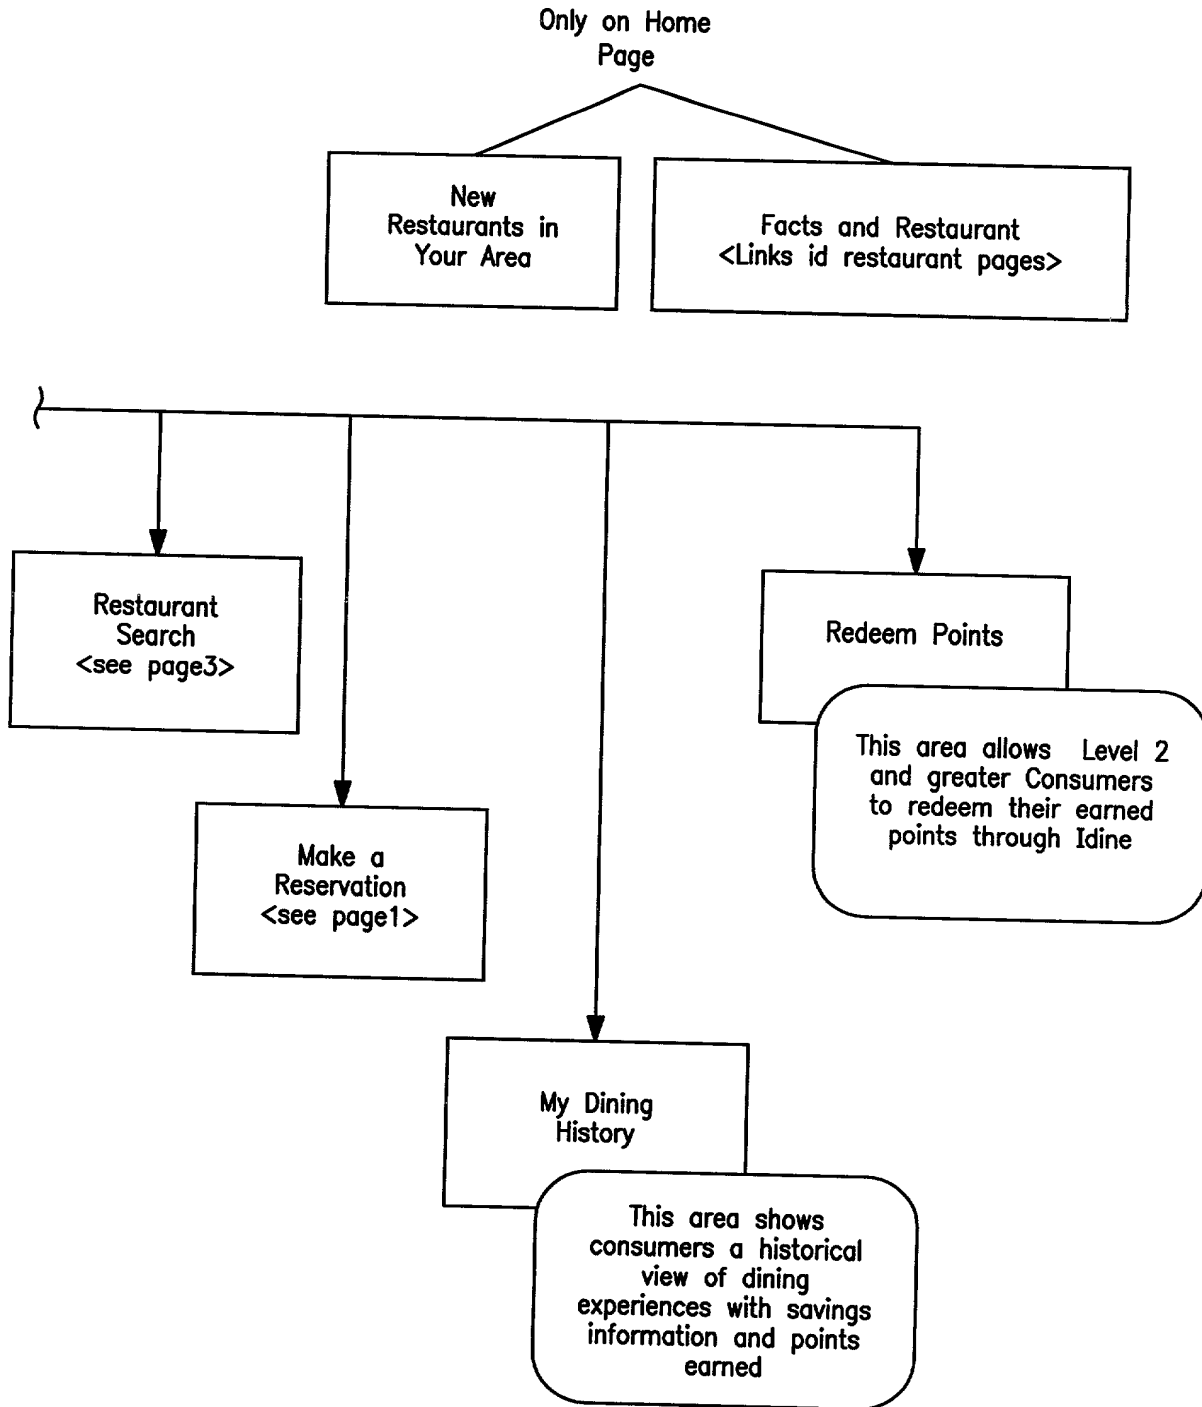 Only on Home
Page
New
Restaurants in
Your Area
Facts and Restaurant
<Links id restaurant pages>
Restaurant
Search
<see page3>
Make a
Reservation
<see page1>
My Dining
History
This area shows
consumers a historical
view of dining
experiences with savings
information and points
earned
Redeem Points
This area allows Level 2
and greater Consumers
to redeem their earned
points through Idine